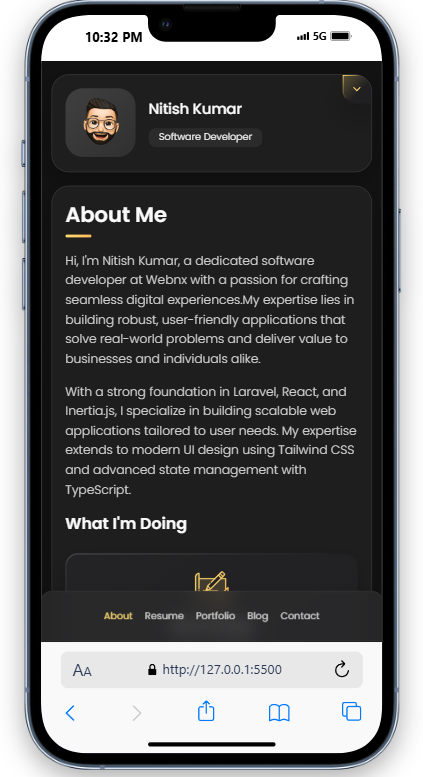 10:32 PM
5G
Nitish Kumar
Software Developer
About Me
Hi, I'm Nitish Kumar, a dedicated software
developer at Webnx with a passion for crafting
seamless digital experiences.My expertise lies in
building robust, user-friendly applications that
solve real-world problems and deliver value to
businesses and individuals alike.
With a strong foundation in Laravel, React, and
Inertia.js, I specialize in building scalable web
applications tailored to user needs. My expertise
extends to modern UI design using Tailwind CSS
and advanced state management with
TypeScript.
What I'm Doing
About Resume Portfolio Blog Contact
AA http://127.0.0.1:5500